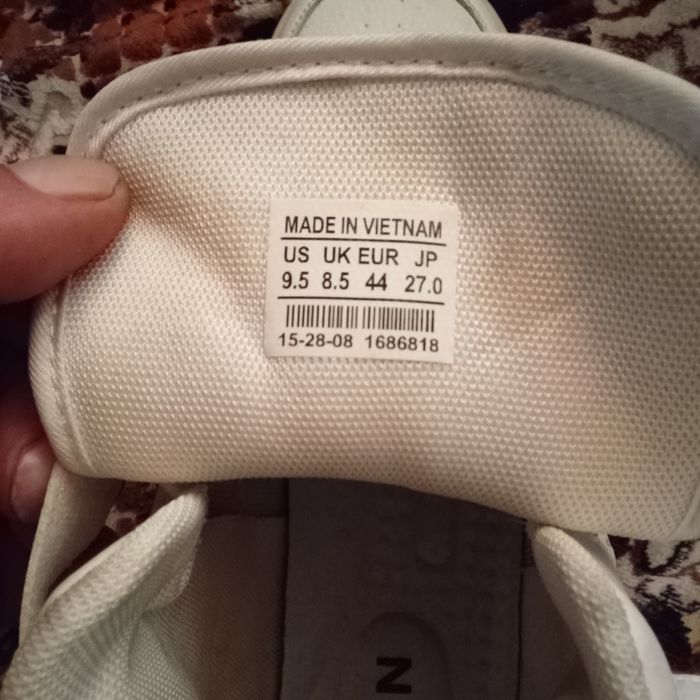 MADE IN VIETNAM
US UK EUR JP
9.5 8.5 44 27.0
15-28-08 1686818
N